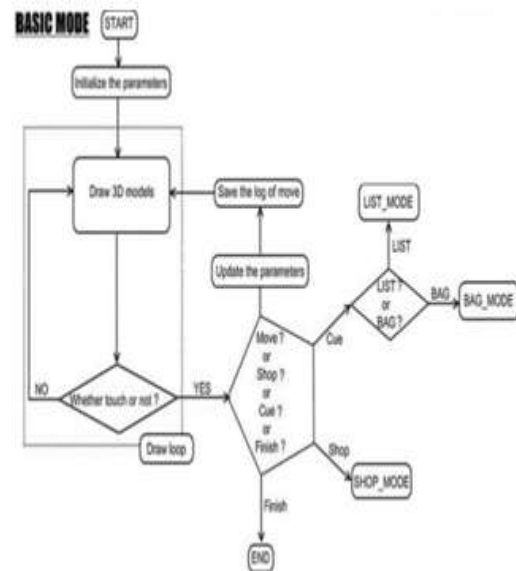 BASIC MODE
START
Initialize the parameters
Draw 3D models
Save the log of move
LIST_MODE
LIST
Update the parameters
LIST ?
or
BAG ?
BAG
BAG_MODE
Move ?
or
Shop ?
or
Cue ?
or
Finish ?
Cue
NO
Whether touch or not ?
YES
Draw loop
Shop
SHOP_MODE
Finish
END